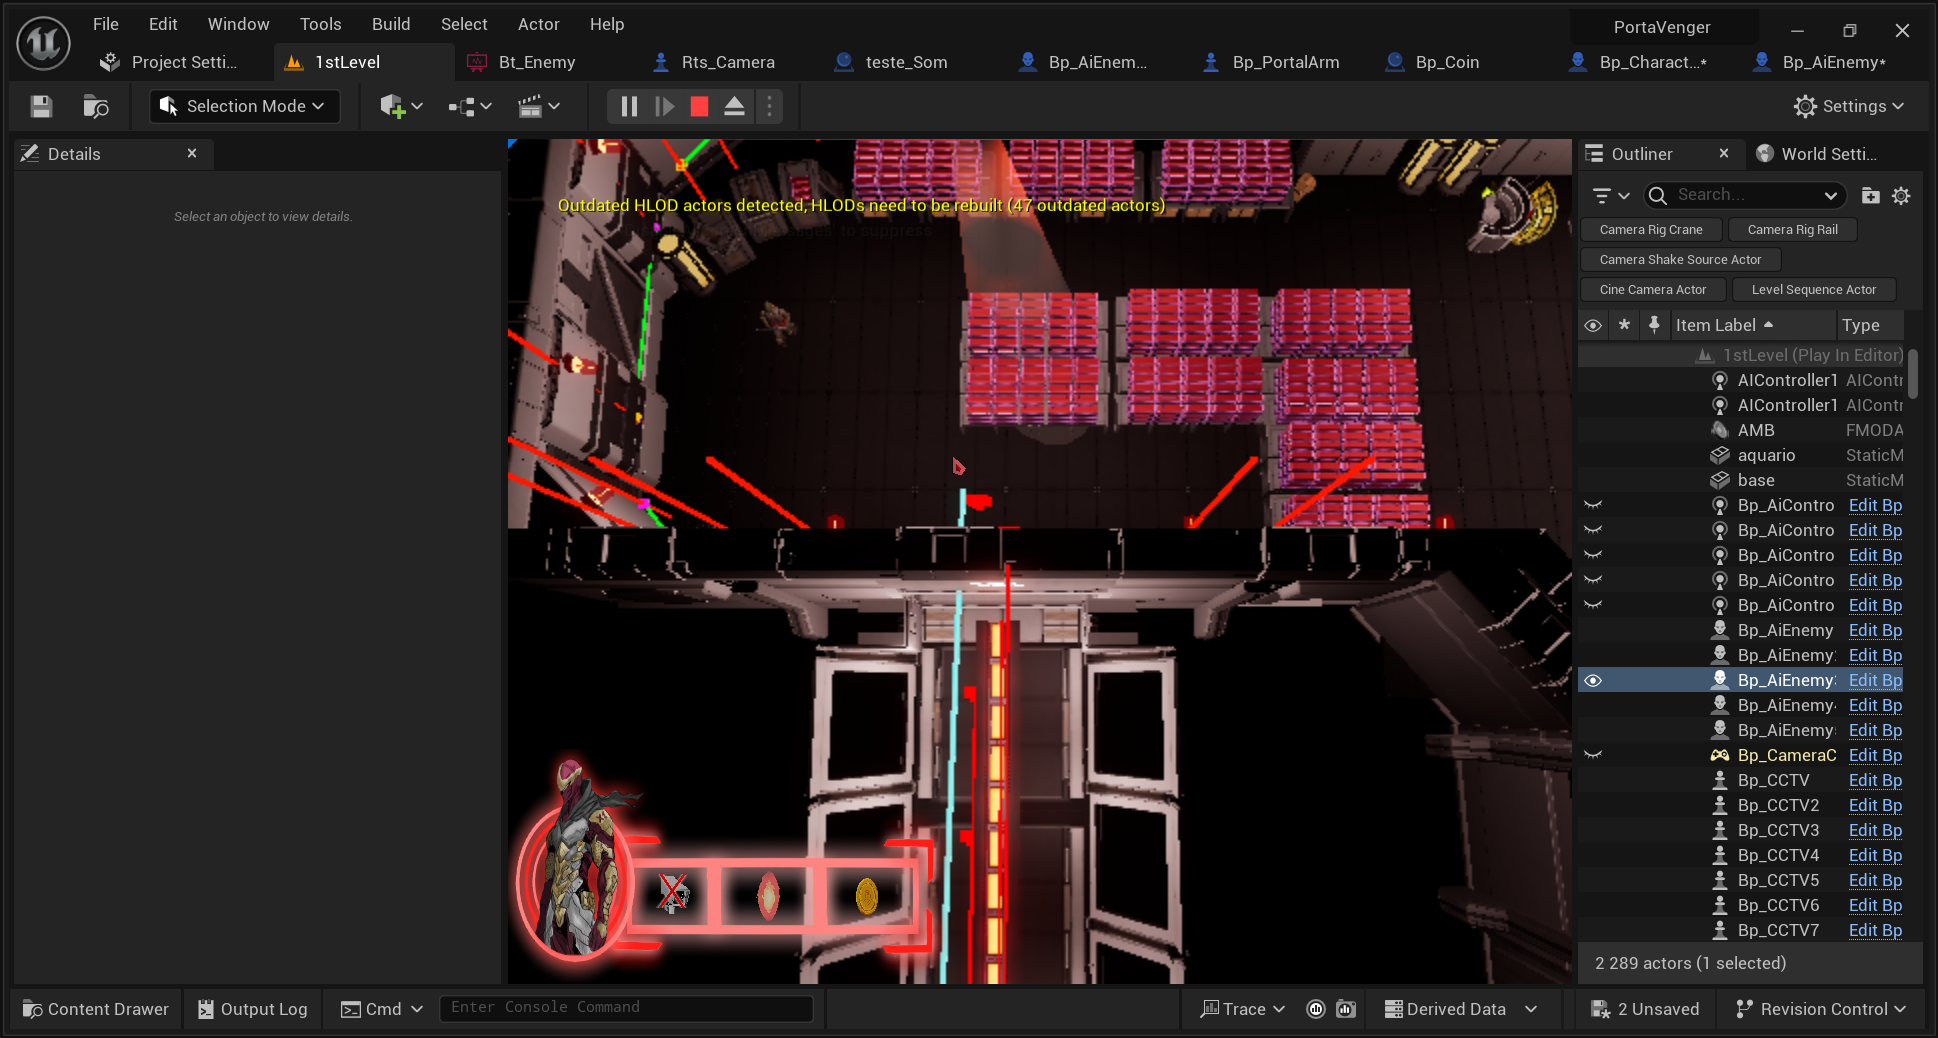 File Edit Window Tools Build Select Actor Help
PortaVenger
Project Setti...
1stLevel
Bt_Enemy
Rts_Camera
teste_Som
Bp_AiEnem...
Bp_PortalArm
Bp_Coin
Bp_Charact...*
Bp_AiEnemy*
Selection Mode
Settings
Details
Select an object to view details.
Outdated HLOD actors detected, HLODs need to be rebuilt (47 outdated actors)
to suppress
Outliner
World Setti...
Search...
Camera Rig Crane
Camera Rig Rail
Camera Shake Source Actor
Cine Camera Actor
Level Sequence Actor
Item Label
Type
1stLevel (Play In Editor)
AIController1 AIContr
AIController1 AIContr
AMB FMODA
aquario StaticM
base StaticM
Bp_AiContro Edit Bp
Bp_AiContro Edit Bp
Bp_AiContro Edit Bp
Bp_AiContro Edit Bp
Bp_AiContro Edit Bp
Bp_AiEnemy Edit Bp
Bp_AiEnemy Edit Bp
Bp_AiEnemy Edit Bp
Bp_AiEnemy Edit Bp
Bp_AiEnemy Edit Bp
Bp_CameraC Edit Bp
Bp_CCTV Edit Bp
Bp_CCTV2 Edit Bp
Bp_CCTV3 Edit Bp
Bp_CCTV4 Edit Bp
Bp_CCTV5 Edit Bp
Bp_CCTV6 Edit Bp
Bp_CCTV7 Edit Bp
2 289 actors (1 selected)
Content Drawer
Output Log
Cmd
Enter Console Command
Trace
Derived Data
2 Unsaved
Revision Control